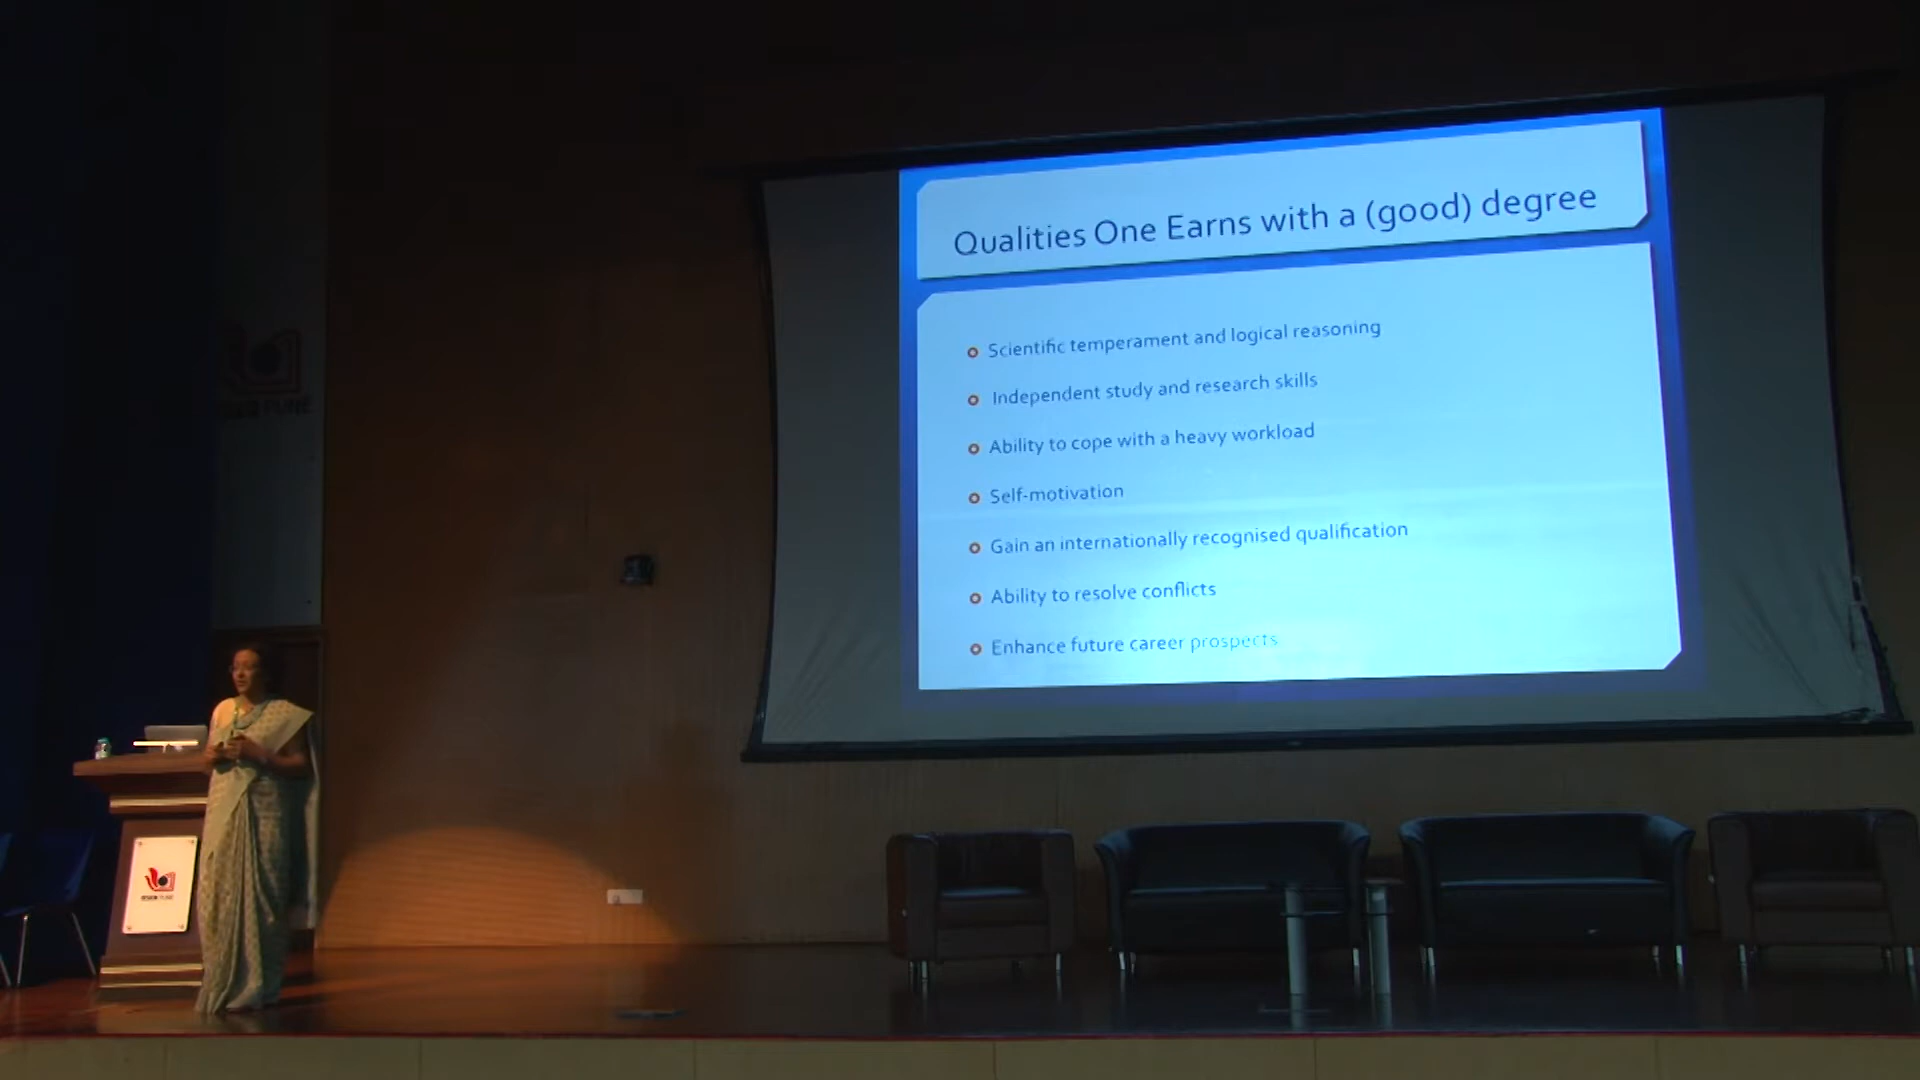 Qualities One Earns with a (good) degree
Scientific temperament and logical reasoning
Independent study and research skills
Ability to cope with a heavy workload
Self-motivation
Gain an internationally recognised qualification
Ability to resolve conflicts
Enhance future career prospects
PUNE